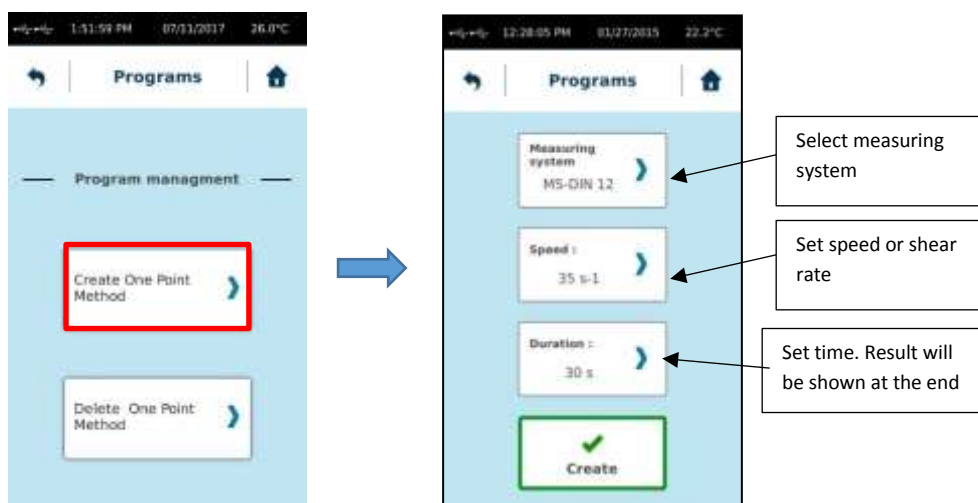 1:51:59 PM 07/11/2017 26.0°C
Programs
Program managment
Create One Point
Method
Delete One Point
Method
12:28:05 PM 01/27/2015 22.2°C
Programs
Measuring
system
MS-DIN 12
Speed :
35 s-1
Duration :
30 s
Create
Select measuring
system
Set speed or shear
rate
Set time. Result will
be shown at the end